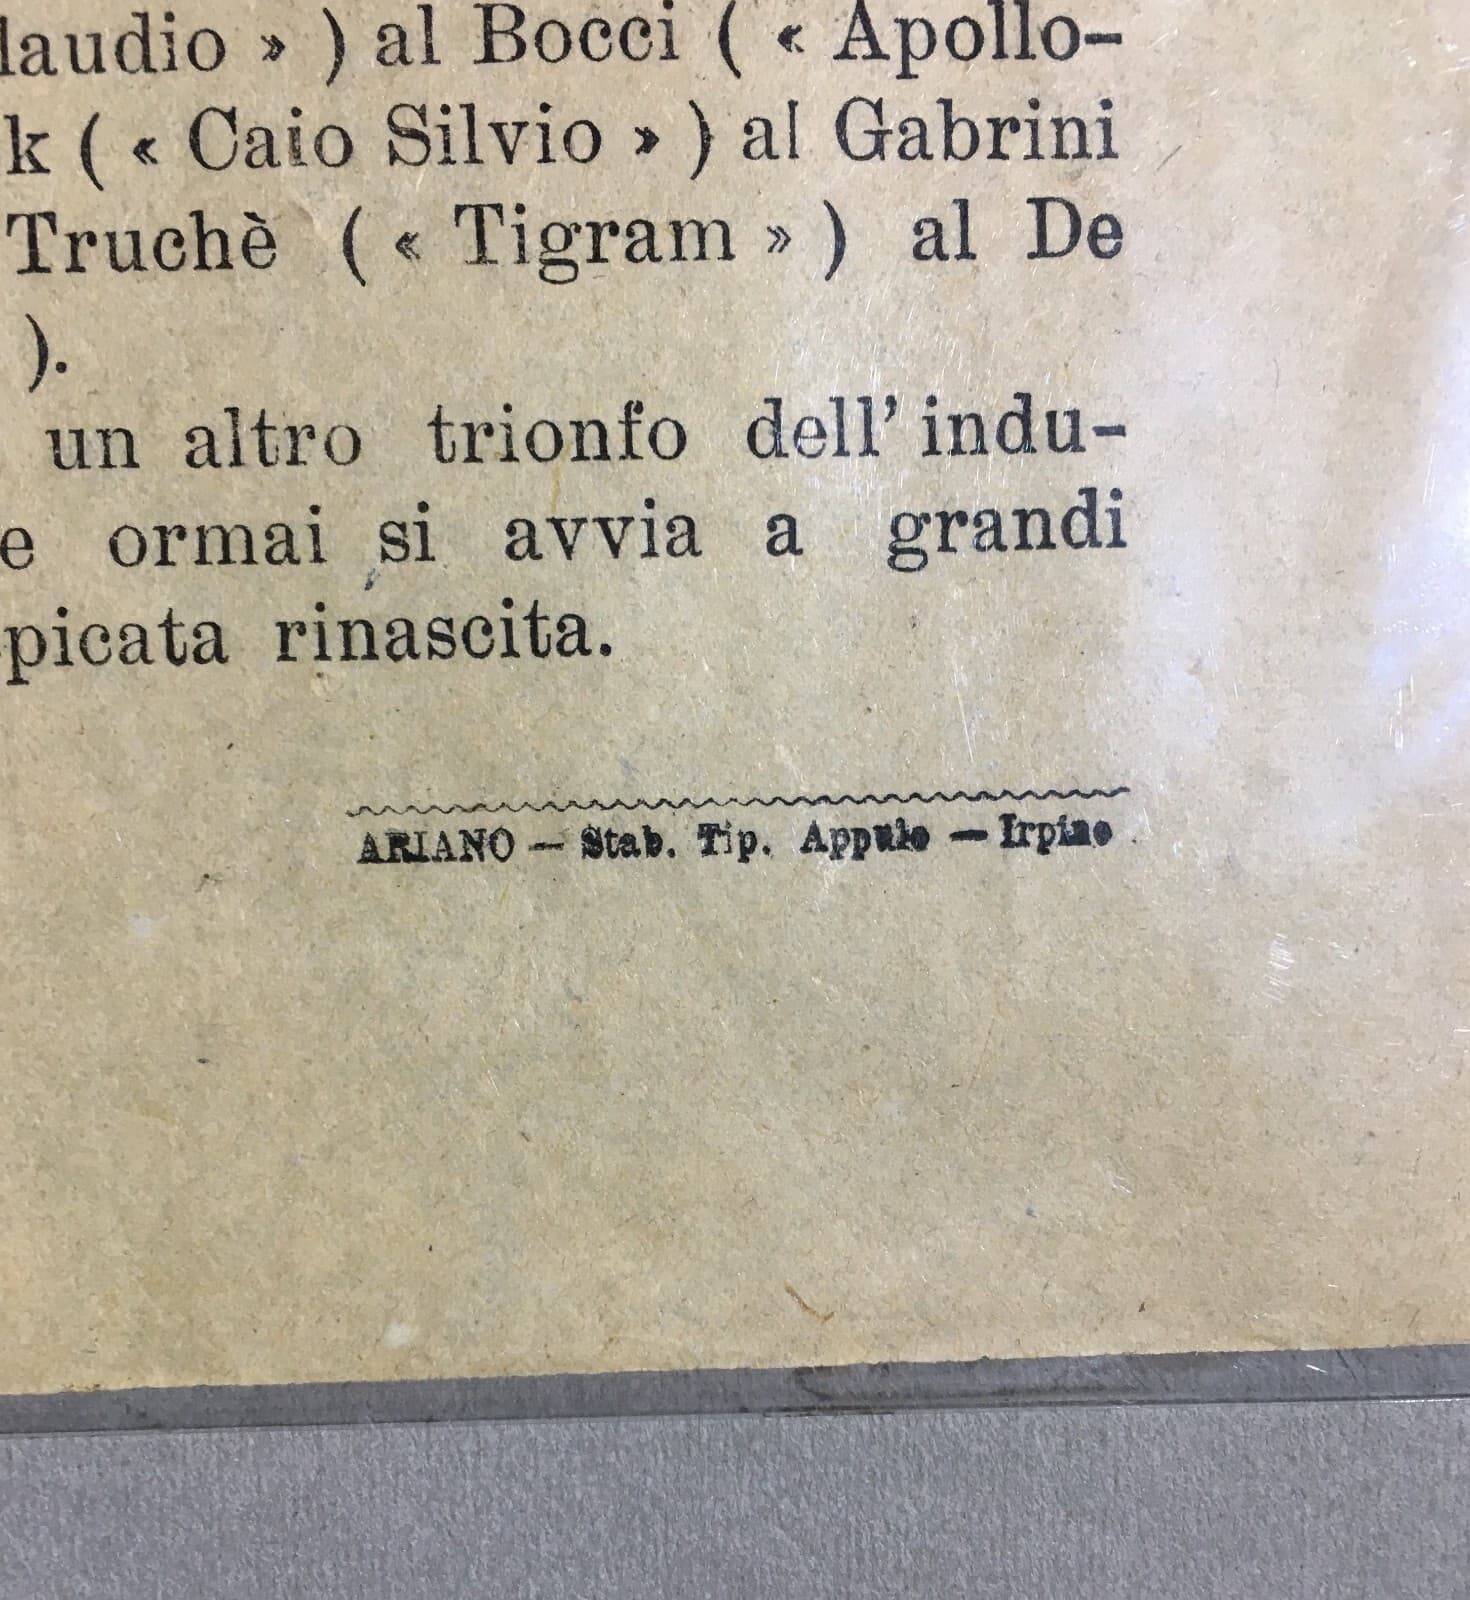 laudio » ) al Bocci ( « Apollo-
k ( « Caio Silvio » ) al Gabrini
Truchè ( « Tigram » ) al De
).
un altro trionfo dell' indu-
e ormai si avvia a grandi
picata rinascita.
ARIANO — Stab. Tip. Appulo — Irpino